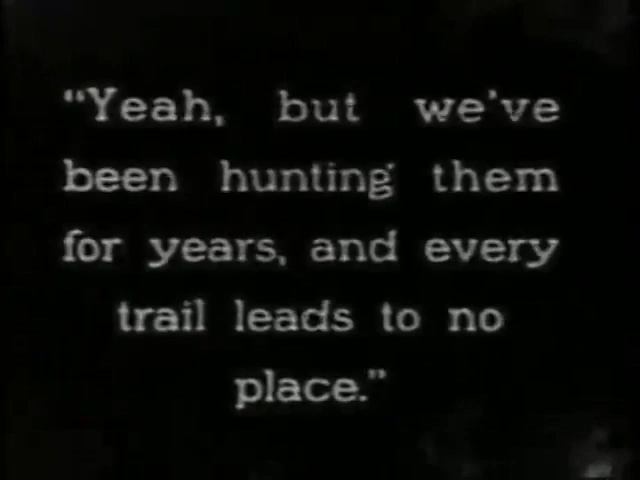 “Yeah, but we've
been hunting them
for years, and every
trail leads to no
place.”